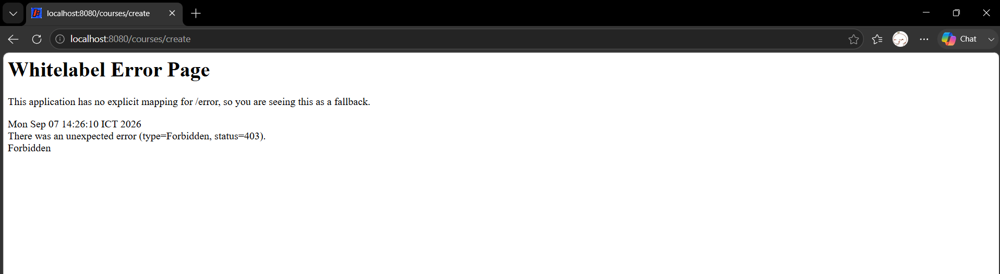 localhost:8080/courses/create
localhost:8080/courses/create
Chat
Whitelabel Error Page
This application has no explicit mapping for /error, so you are seeing this as a fallback.
Mon Sep 07 14:26:10 ICT 2026
There was an unexpected error (type=Forbidden, status=403).
Forbidden